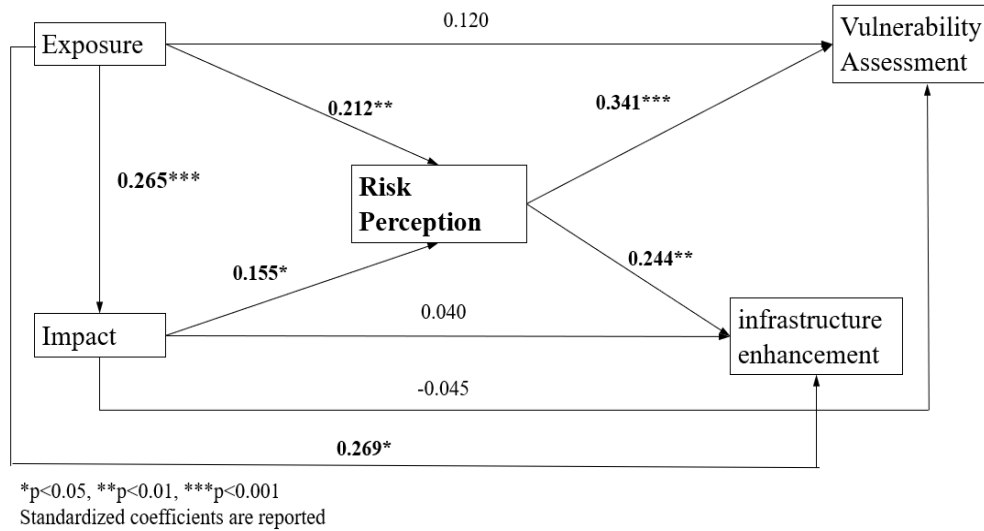 0.120
Exposure
Vulnerability
Assessment
0.212**
0.341***
0.265***
Risk
Perception
0.155*
0.244**
Impact
0.040
infrastructure
enhancement
-0.045
0.269*
*p<0.05, **p<0.01, ***p<0.001
Standardized coefficients are reported